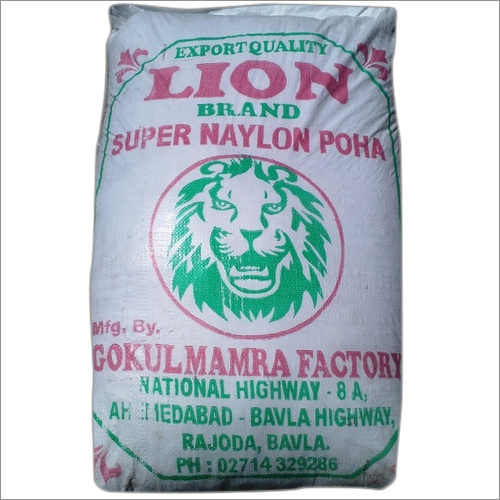 EXPORT QUALITY
LION
BRAND
SUPER NAYLON POHA
Mfg. By.
GOKUL MAMRA FACTORY
NATIONAL HIGHWAY - 8 A,
AHMEDABAD - BAVLA HIGHWAY,
RAJODA, BAVLA.
PH : 02714 329286